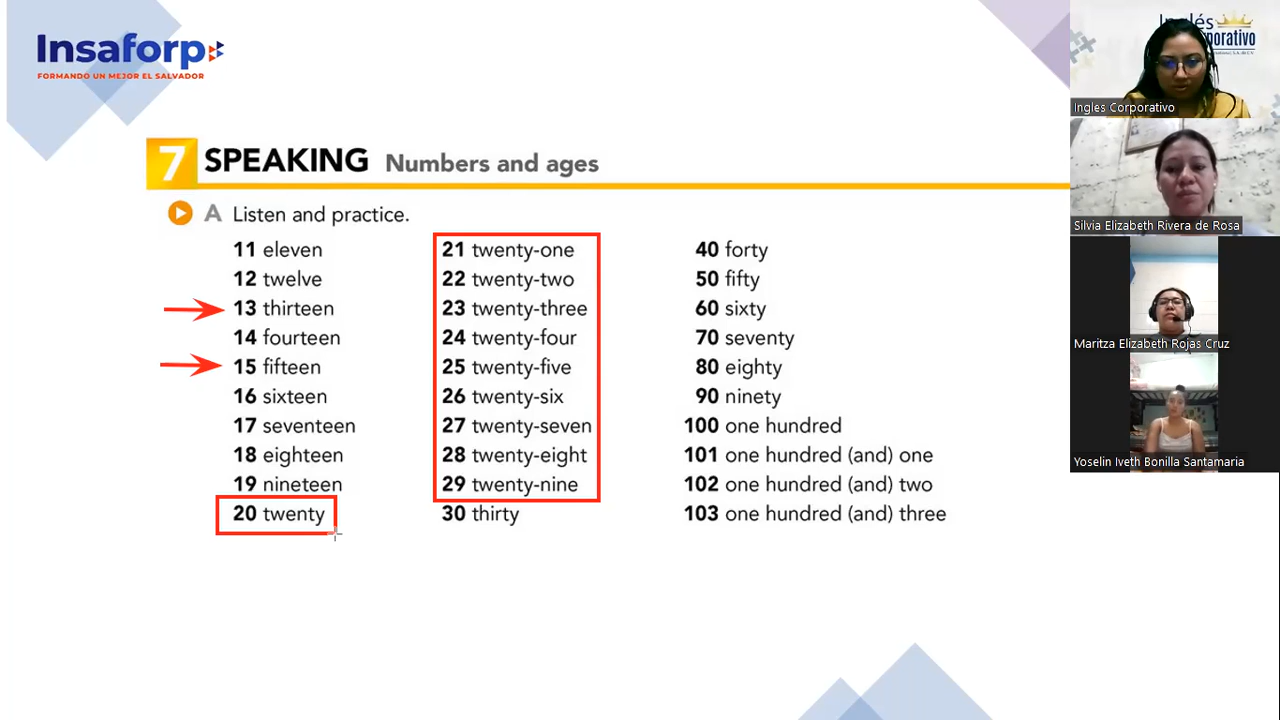 Insaforp
FORMANDO UN MEJOR EL SALVADOR
7 SPEAKING Numbers and ages
A Listen and practice.
11 eleven
12 twelve
13 thirteen
14 fourteen
15 fifteen
16 sixteen
17 seventeen
18 eighteen
19 nineteen
20 twenty
21 twenty-one
22 twenty-two
23 twenty-three
24 twenty-four
25 twenty-five
26 twenty-six
27 twenty-seven
28 twenty-eight
29 twenty-nine
30 thirty
40 forty
50 fifty
60 sixty
70 seventy
80 eighty
90 ninety
100 one hundred
101 one hundred (and) one
102 one hundred (and) two
103 one hundred (and) three
Inglés
Ingles Corporativo
Silvia Elizabeth Rivera de Rosa
Maritza Elizabeth Rojas Cruz
Yoselin Iveth Bonilla Santamaria